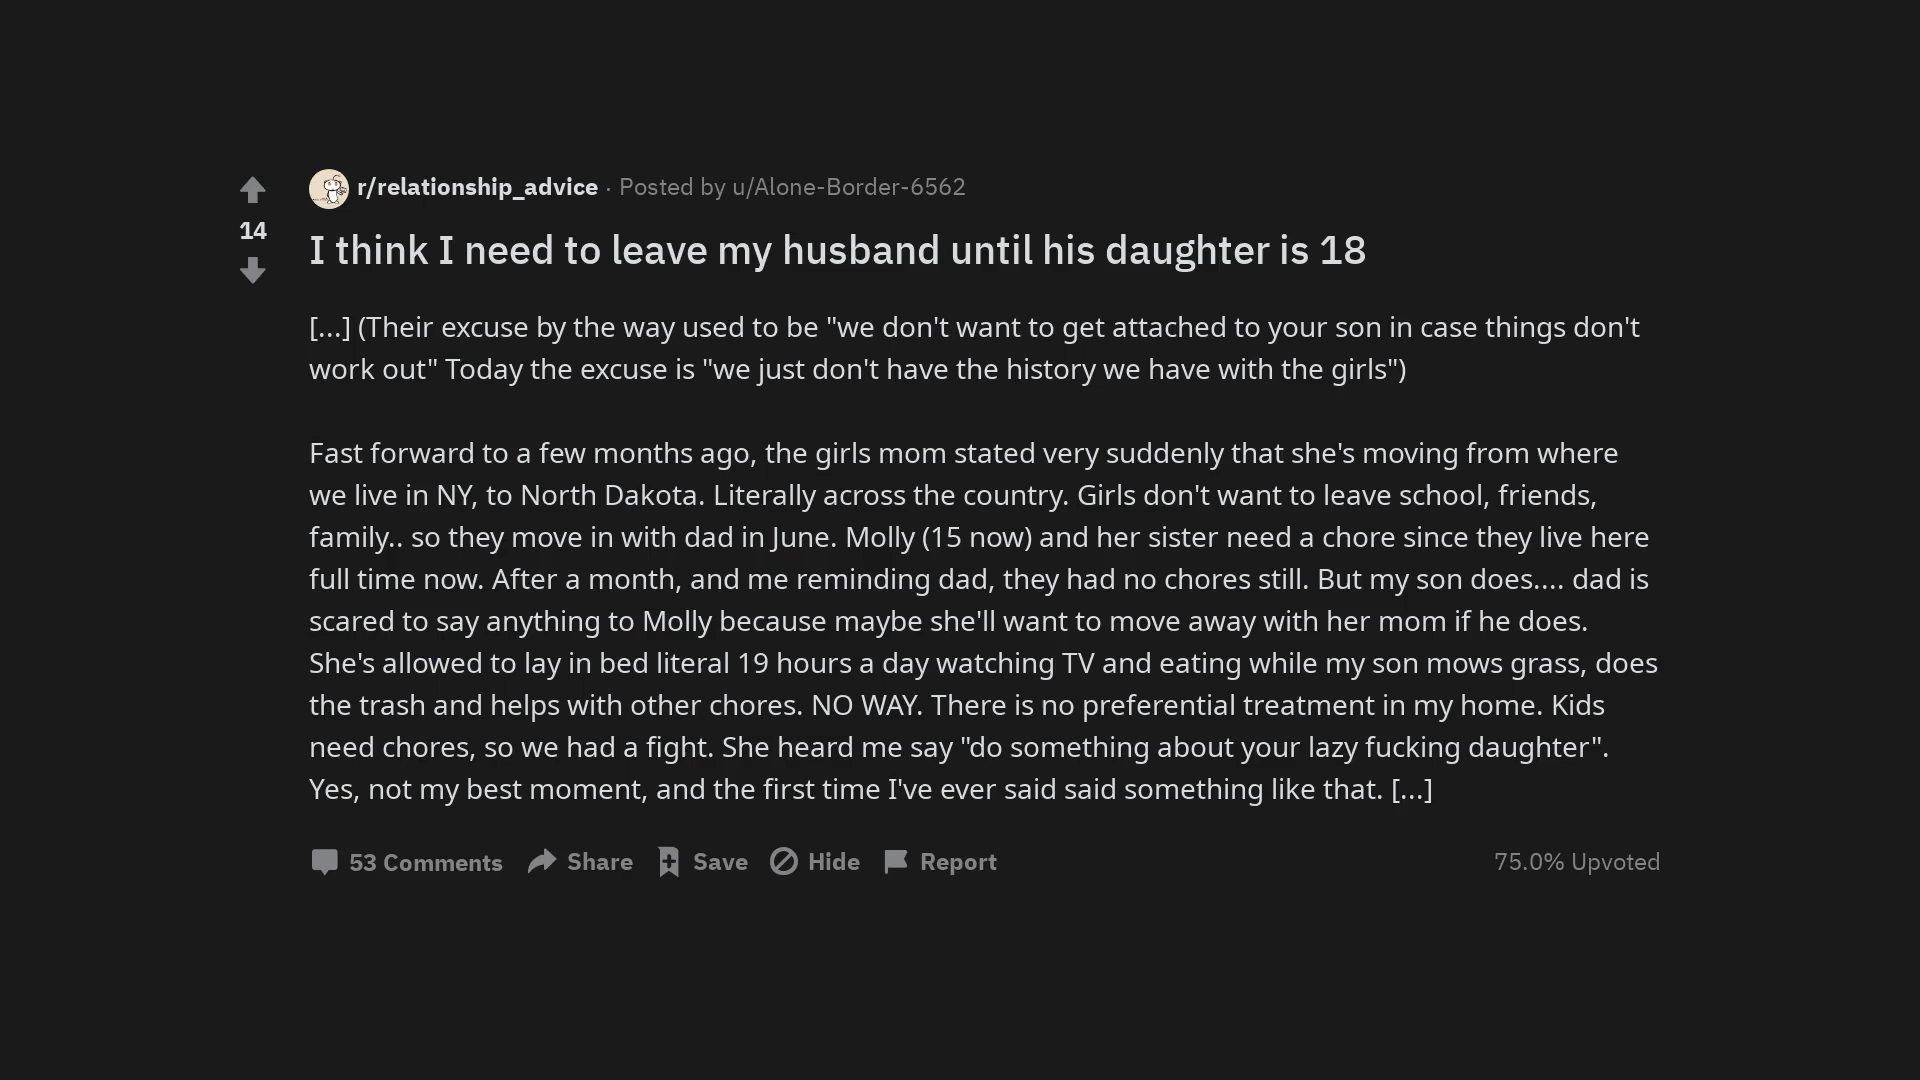 r/relationship_advice · Posted by u/Alone-Border-6562
14
I think I need to leave my husband until his daughter is 18
[...] (Their excuse by the way used to be "we don't want to get attached to your son in case things don't
work out" Today the excuse is "we just don't have the history we have with the girls")
Fast forward to a few months ago, the girls mom stated very suddenly that she's moving from where
we live in NY, to North Dakota. Literally across the country. Girls don't want to leave school, friends,
family.. so they move in with dad in June. Molly (15 now) and her sister need a chore since they live here
full time now. After a month, and me reminding dad, they had no chores still. But my son does.... dad is
scared to say anything to Molly because maybe she'll want to move away with her mom if he does.
She's allowed to lay in bed literal 19 hours a day watching TV and eating while my son mows grass, does
the trash and helps with other chores. NO WAY. There is no preferential treatment in my home. Kids
need chores, so we had a fight. She heard me say "do something about your lazy fucking daughter".
Yes, not my best moment, and the first time I've ever said said something like that. [...]
53 Comments Share Save Hide Report 75.0% Upvoted